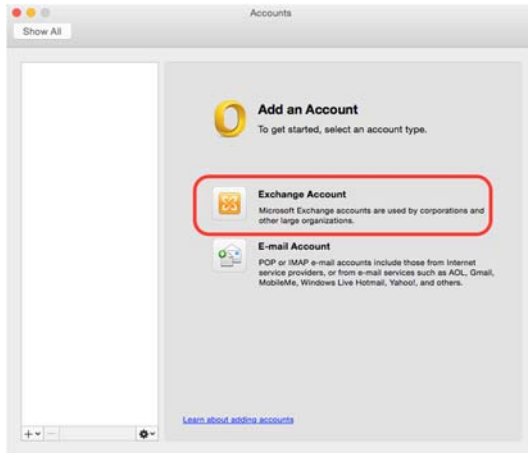 Accounts
Show All
Add an Account
To get started, select an account type.
Exchange Account
Microsoft Exchange accounts are used by corporations and
other large organizations.
E-mail Account
POP or IMAP e-mail accounts include those from Internet
service providers, or from e-mail services such as AOL, Gmail,
MobileMe, Windows Live Hotmail, Yahoo!, and others.
Learn about adding accounts